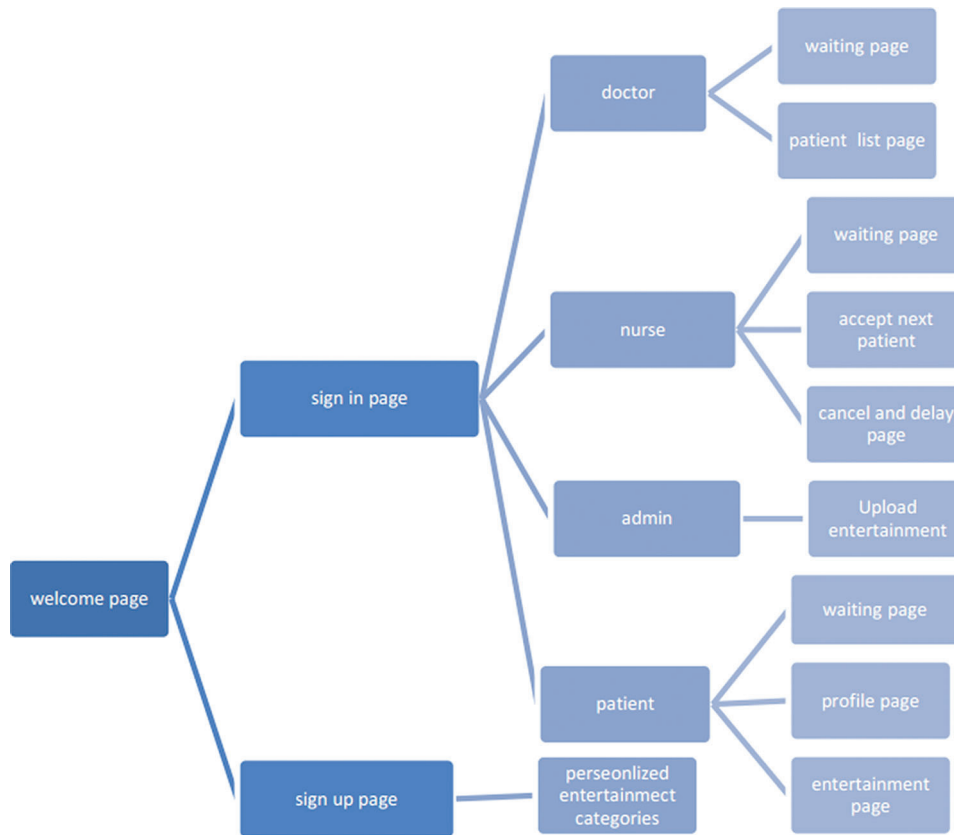 waiting page
doctor
patient  list page
waiting page
nurse
accept next
patient
sign in page
cancel and delay
page
admin
Upload
entertainment
welcome page
waiting page
patient
profile page
sign up page
perseonlized
entertainmect
categories
entertainment
page